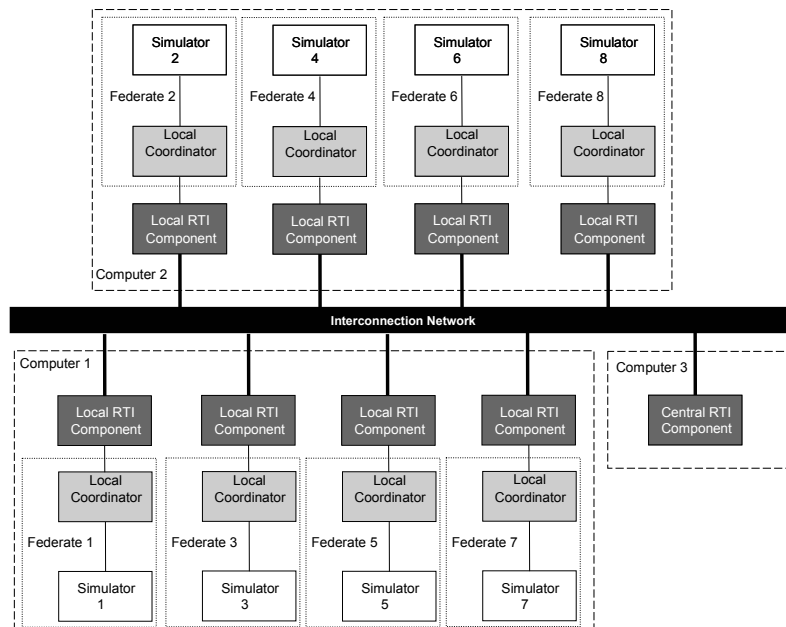 Simulator
2
Simulator
4
Simulator
6
Simulator
8
Federate 2
Federate 4
Federate 6
Federate 8
Local
Coordinator
Local
Coordinator
Local
Coordinator
Local
Coordinator
Local RTI
Component
Local RTI
Component
Local RTI
Component
Local RTI
Component
Computer 2
Interconnection Network
Computer 1
Computer 3
Local RTI
Component
Local RTI
Component
Local RTI
Component
Local RTI
Component
Central RTI
Component
Local
Coordinator
Local
Coordinator
Local
Coordinator
Local
Coordinator
Federate 1
Federate 3
Federate 5
Federate 7
Simulator
1
Simulator
3
Simulator
5
Simulator
7